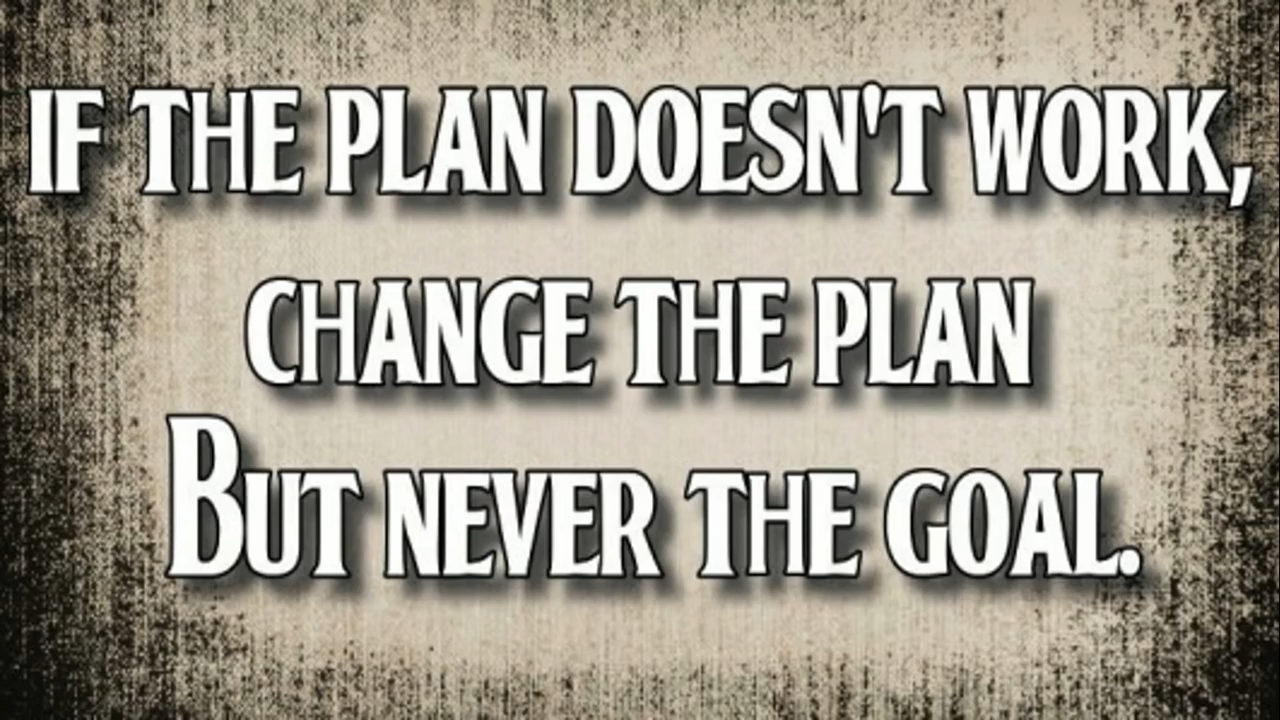 IF THE PLAN DOESN'T WORK,
CHANGE THE PLAN
BUT NEVER THE GOAL.